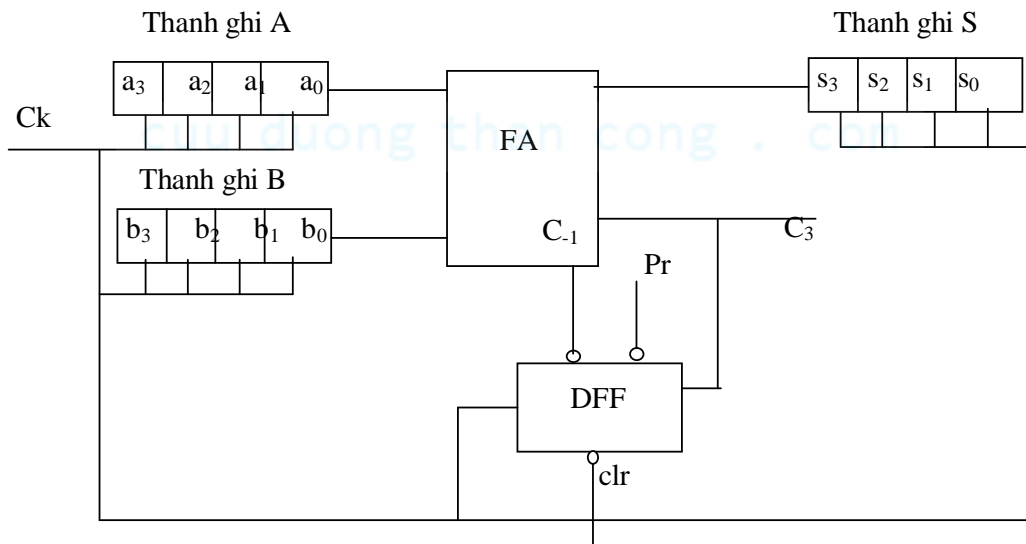 Thanh ghi A
Thanh ghi S
a3 a2 a1 a0
s3 s2 s1 s0
Ck
cuu duong than cong . com
FA
Thanh ghi B
b3 b2 b1 b0
C-1
C3
Pr
DFF
clr